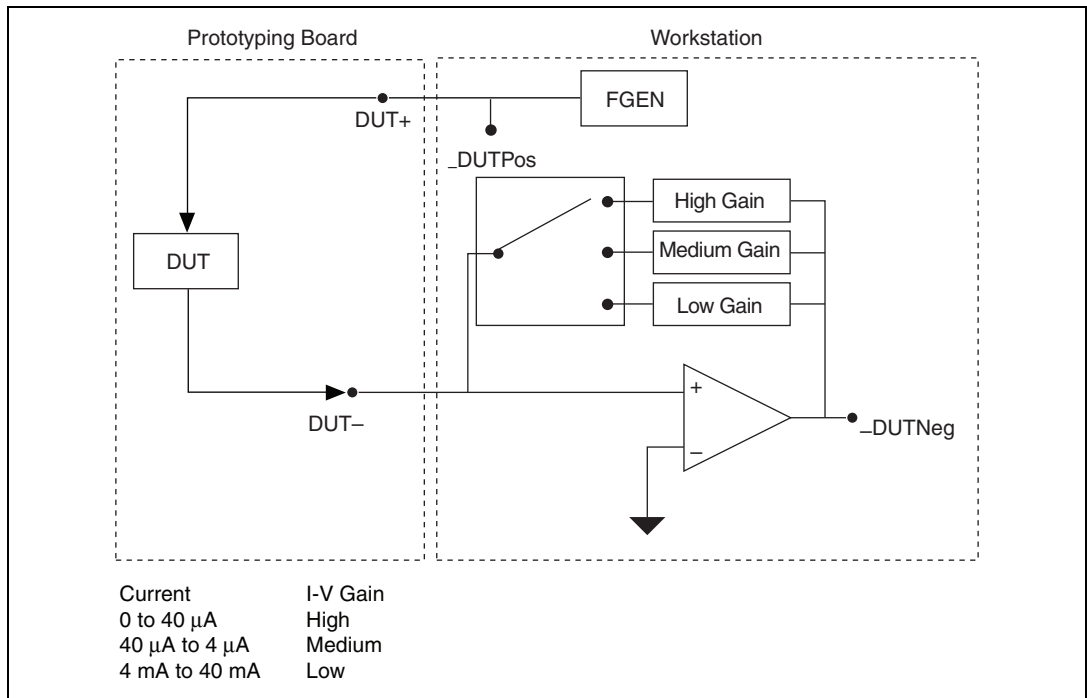 Prototyping Board
Workstation
FGEN
DUT+
_DUTPos
High Gain
DUT
Medium Gain
Low Gain
+
DUT–
–DUTNeg
–
Current I-V Gain
0 to 40 μA High
40 μA to 4 μA Medium
4 mA to 40 mA Low